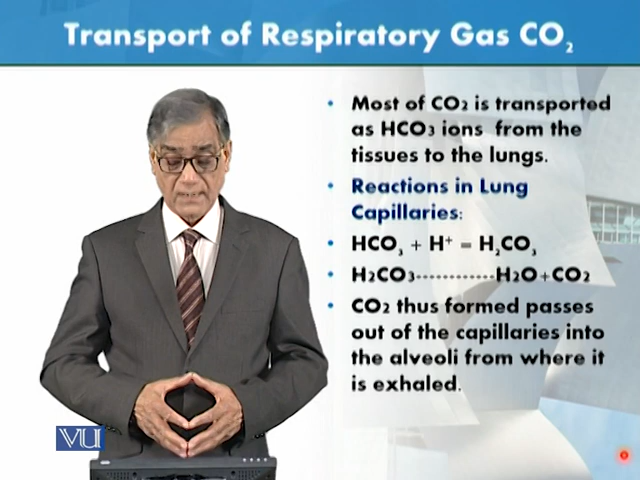 Transport of Respiratory Gas CO₂
• Most of CO2 is transported
as HCO3 ions from the
tissues to the lungs.
• Reactions in Lung
Capillaries:
• HCO₃ + H⁺ = H₂CO₃
• H2CO3------------H2O+CO2
• CO2 thus formed passes
out of the capillaries into
the alveoli from where it
is exhaled.
VU